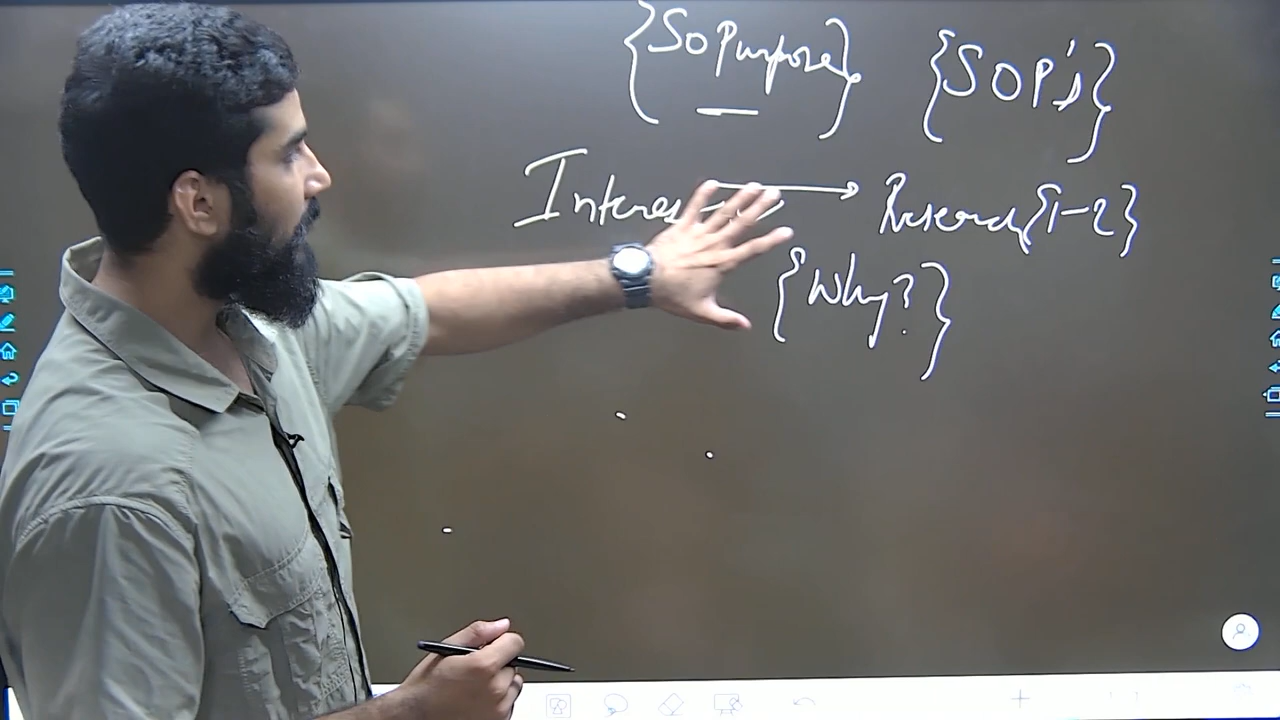 {SoPurpose} {SOP's}
Interes → Research {1-2}
{Why?}